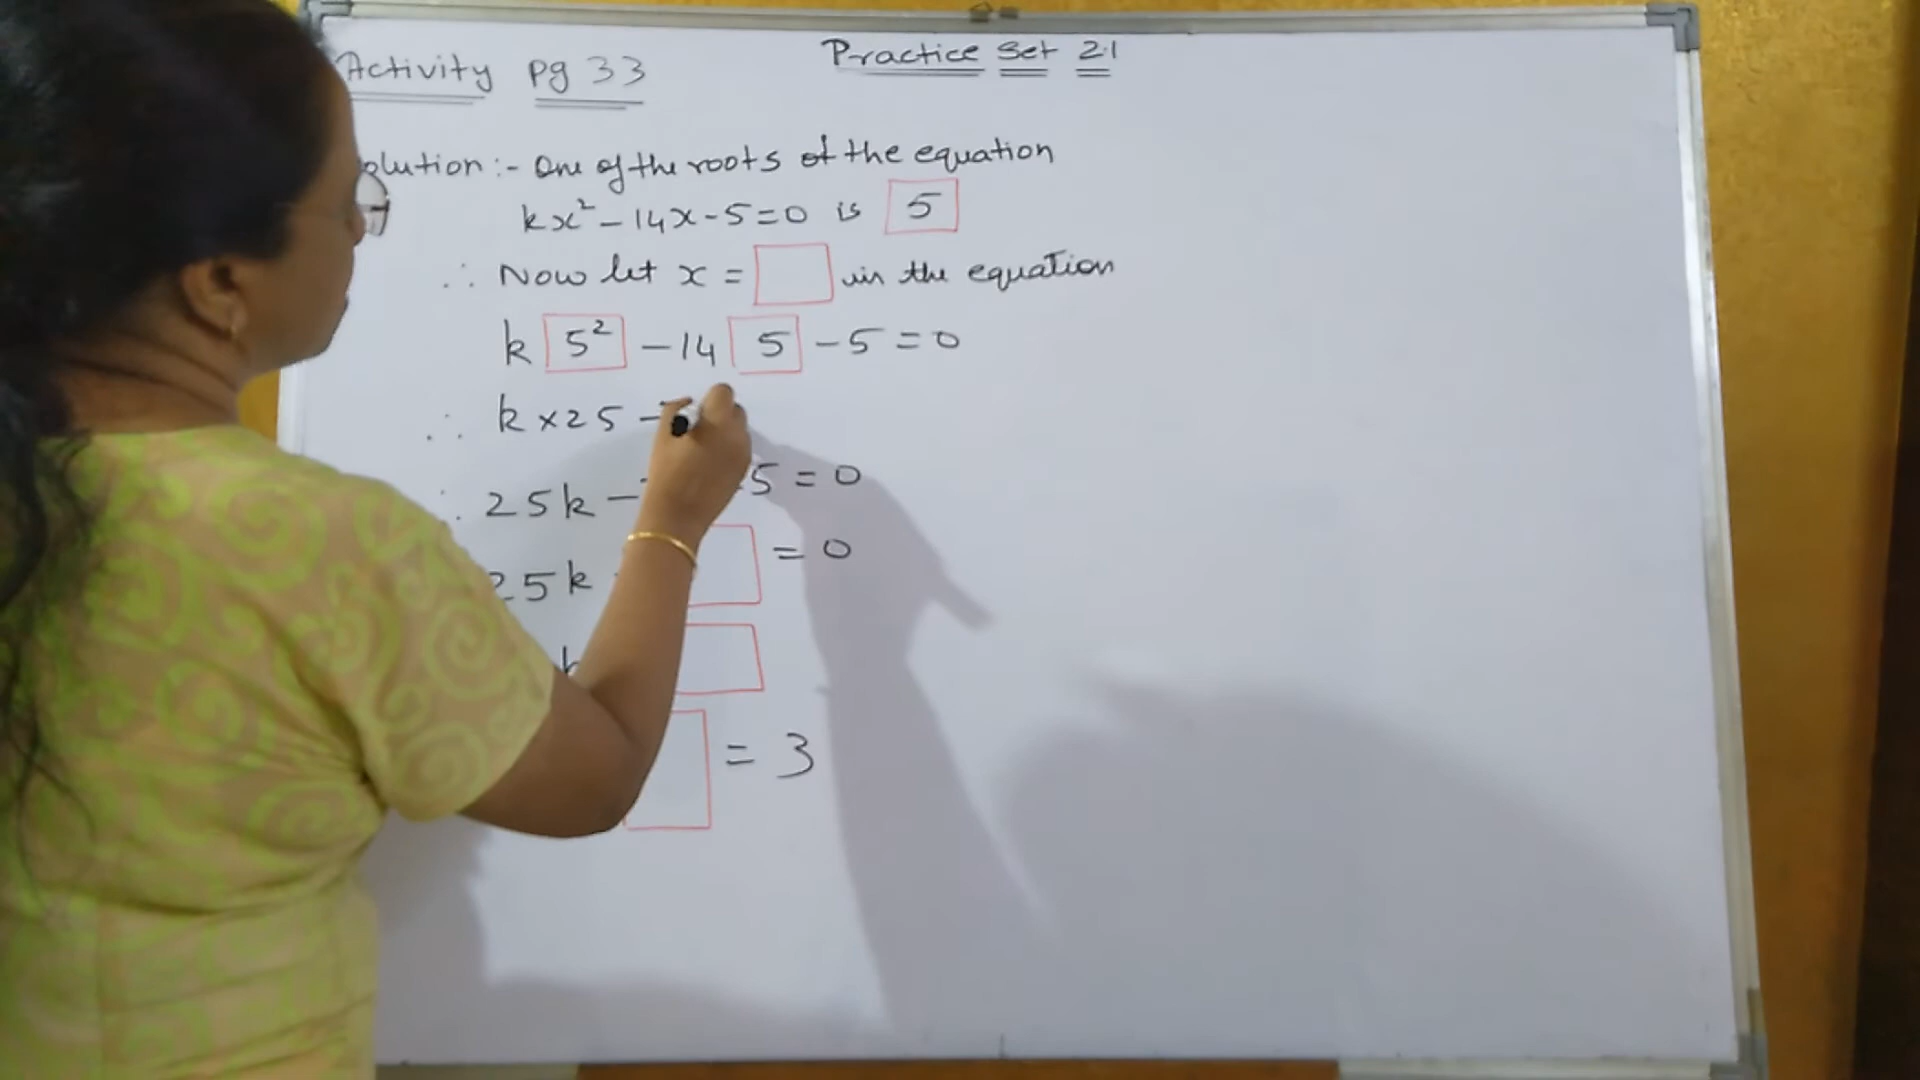 Activity pg 33
Practice Set 2.1
olution :- One of the roots of the equation
kx² - 14x - 5 = 0 is 5
∴ Now let x = in the equation
k 5² - 14 5 - 5 = 0
∴ k × 25 -
25k - 5 = 0
25k = 0
= 3